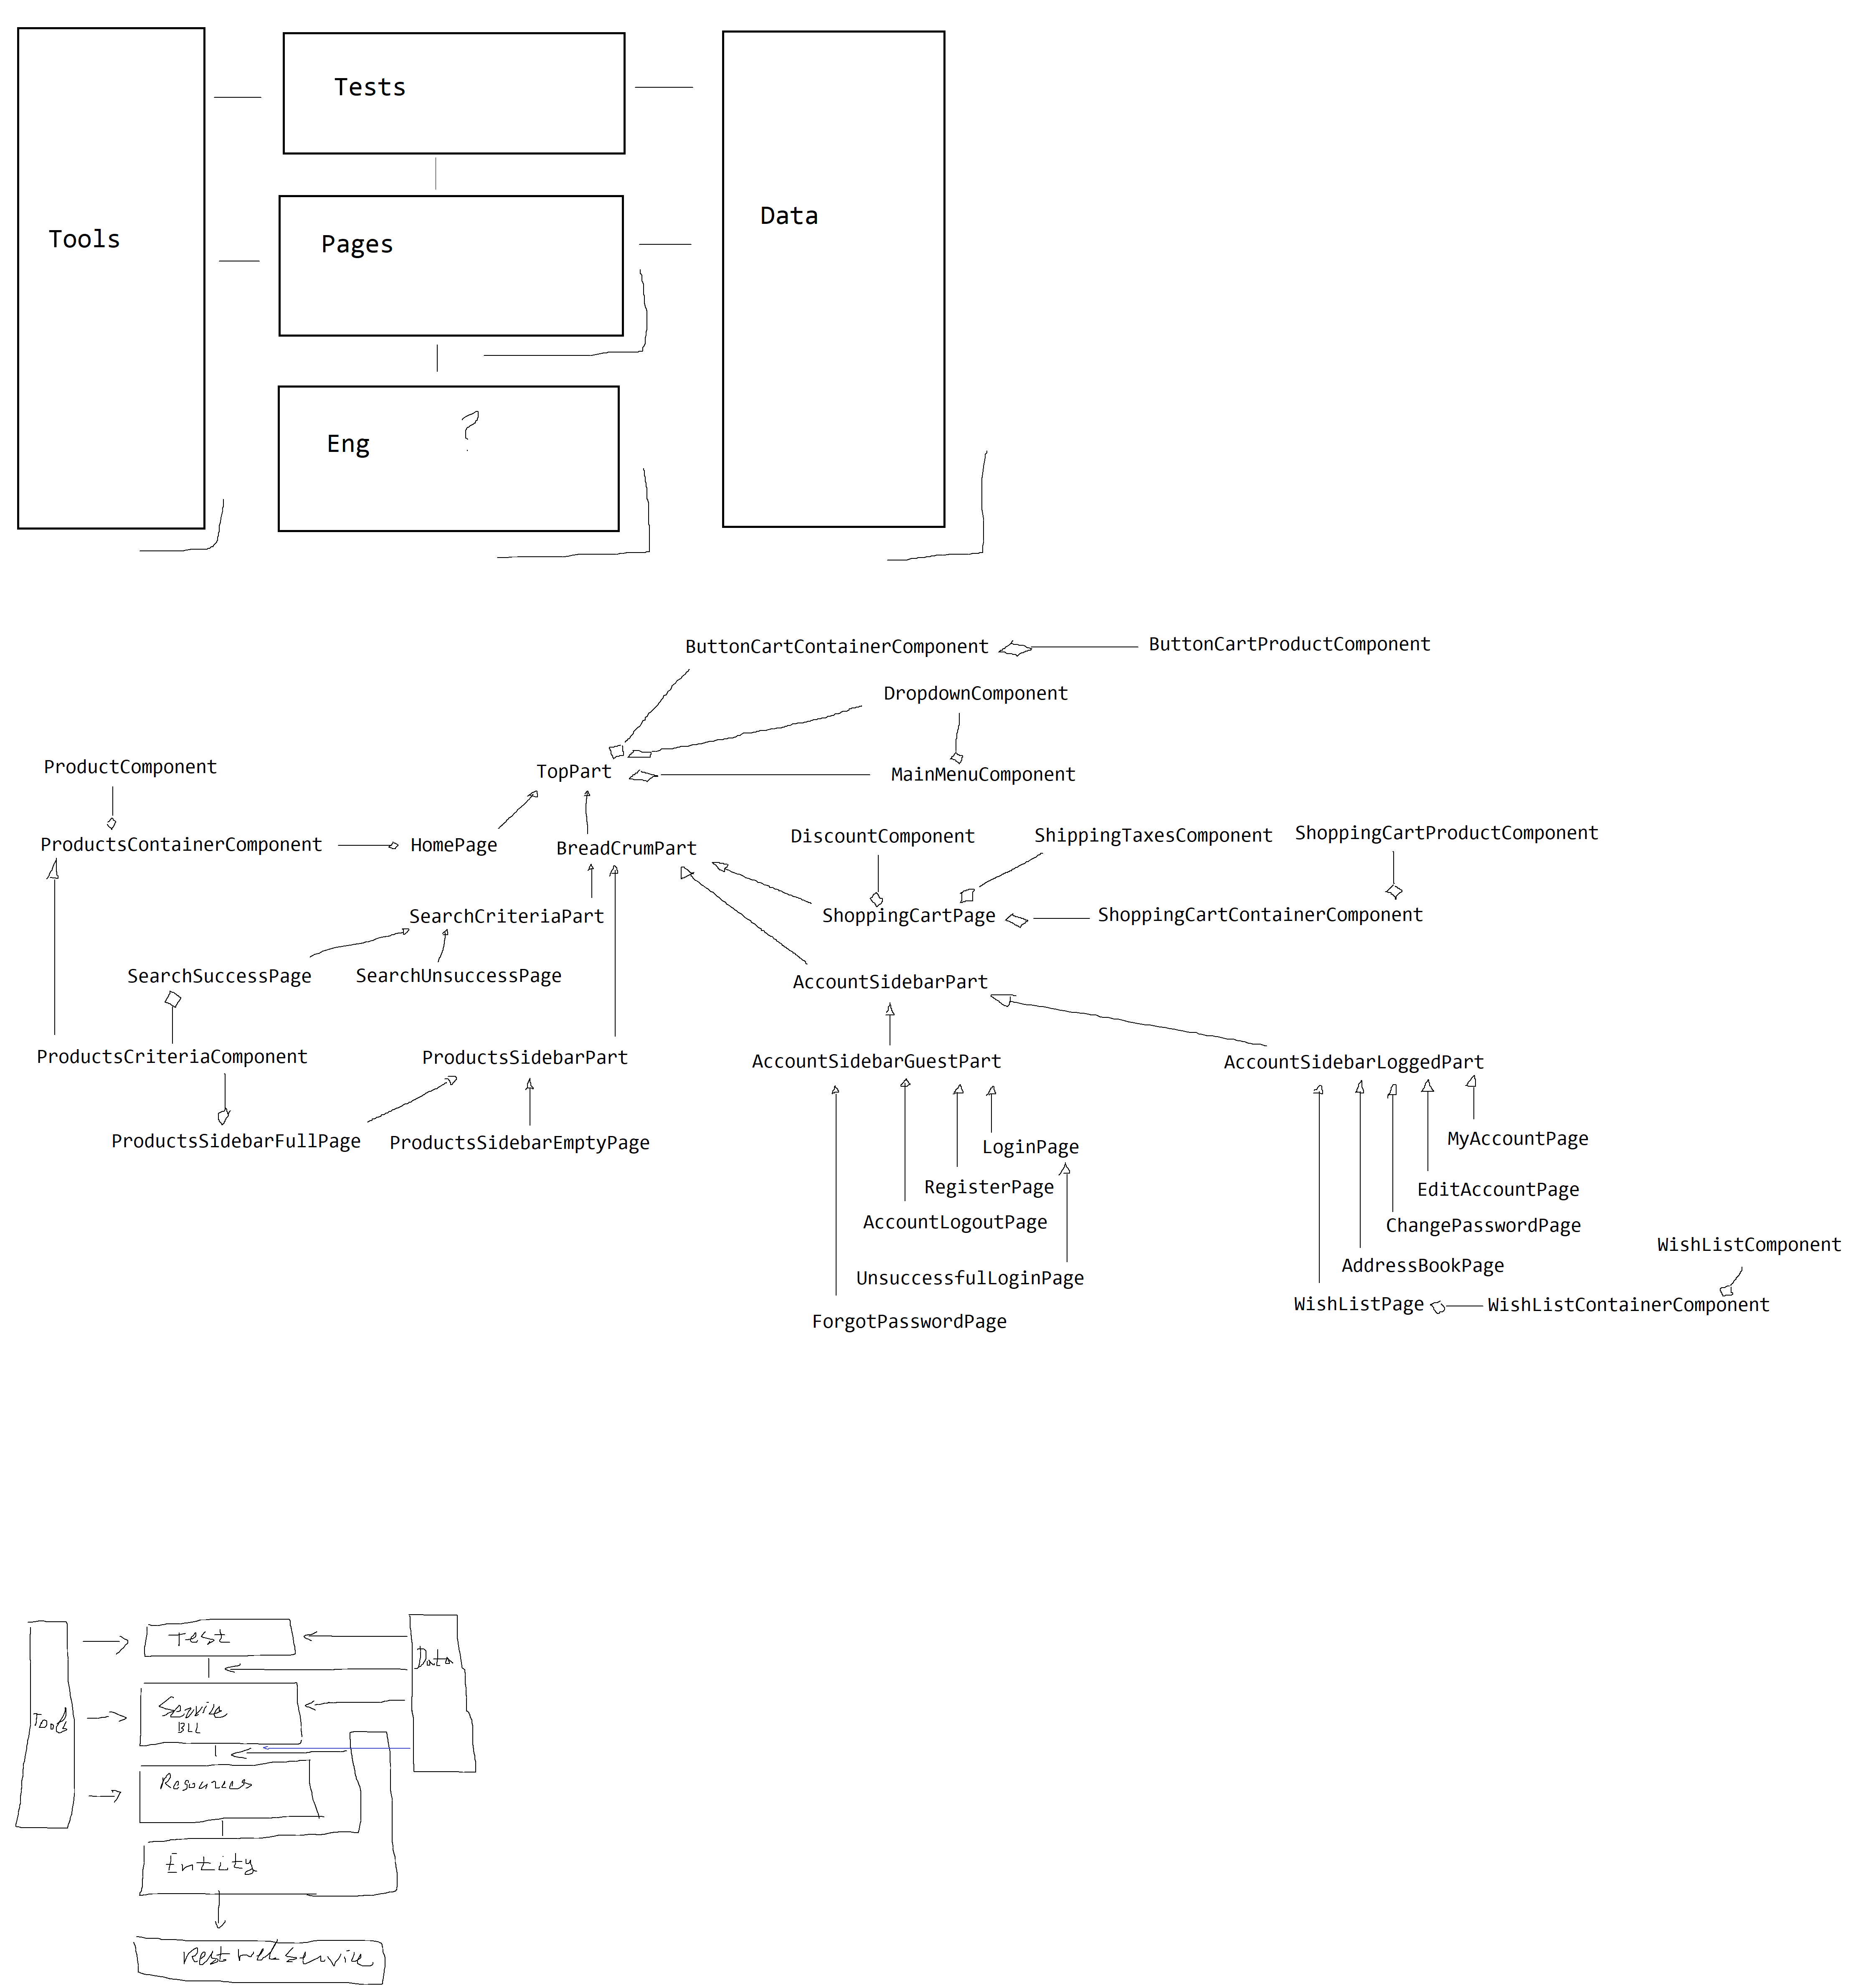 Tests
Tools
Pages
Data
Eng ?
ButtonCartContainerComponent
ButtonCartProductComponent
DropdownComponent
ProductComponent
TopPart
MainMenuComponent
ProductsContainerComponent
HomePage
BreadCrumPart
DiscountComponent
ShippingTaxesComponent
ShoppingCartProductComponent
SearchCriteriaPart
ShoppingCartPage
ShoppingCartContainerComponent
SearchSuccessPage
SearchUnsuccessPage
AccountSidebarPart
ProductsCriteriaComponent
ProductsSidebarPart
AccountSidebarGuestPart
AccountSidebarLoggedPart
ProductsSidebarFullPage
ProductsSidebarEmptyPage
LoginPage
MyAccountPage
RegisterPage
EditAccountPage
AccountLogoutPage
ChangePasswordPage
WishListComponent
UnsuccessfulLoginPage
AddressBookPage
ForgotPasswordPage
WishListPage
WishListContainerComponent
Test
Data
Tools
Service
BLL
Resources
Entity
Rest web service